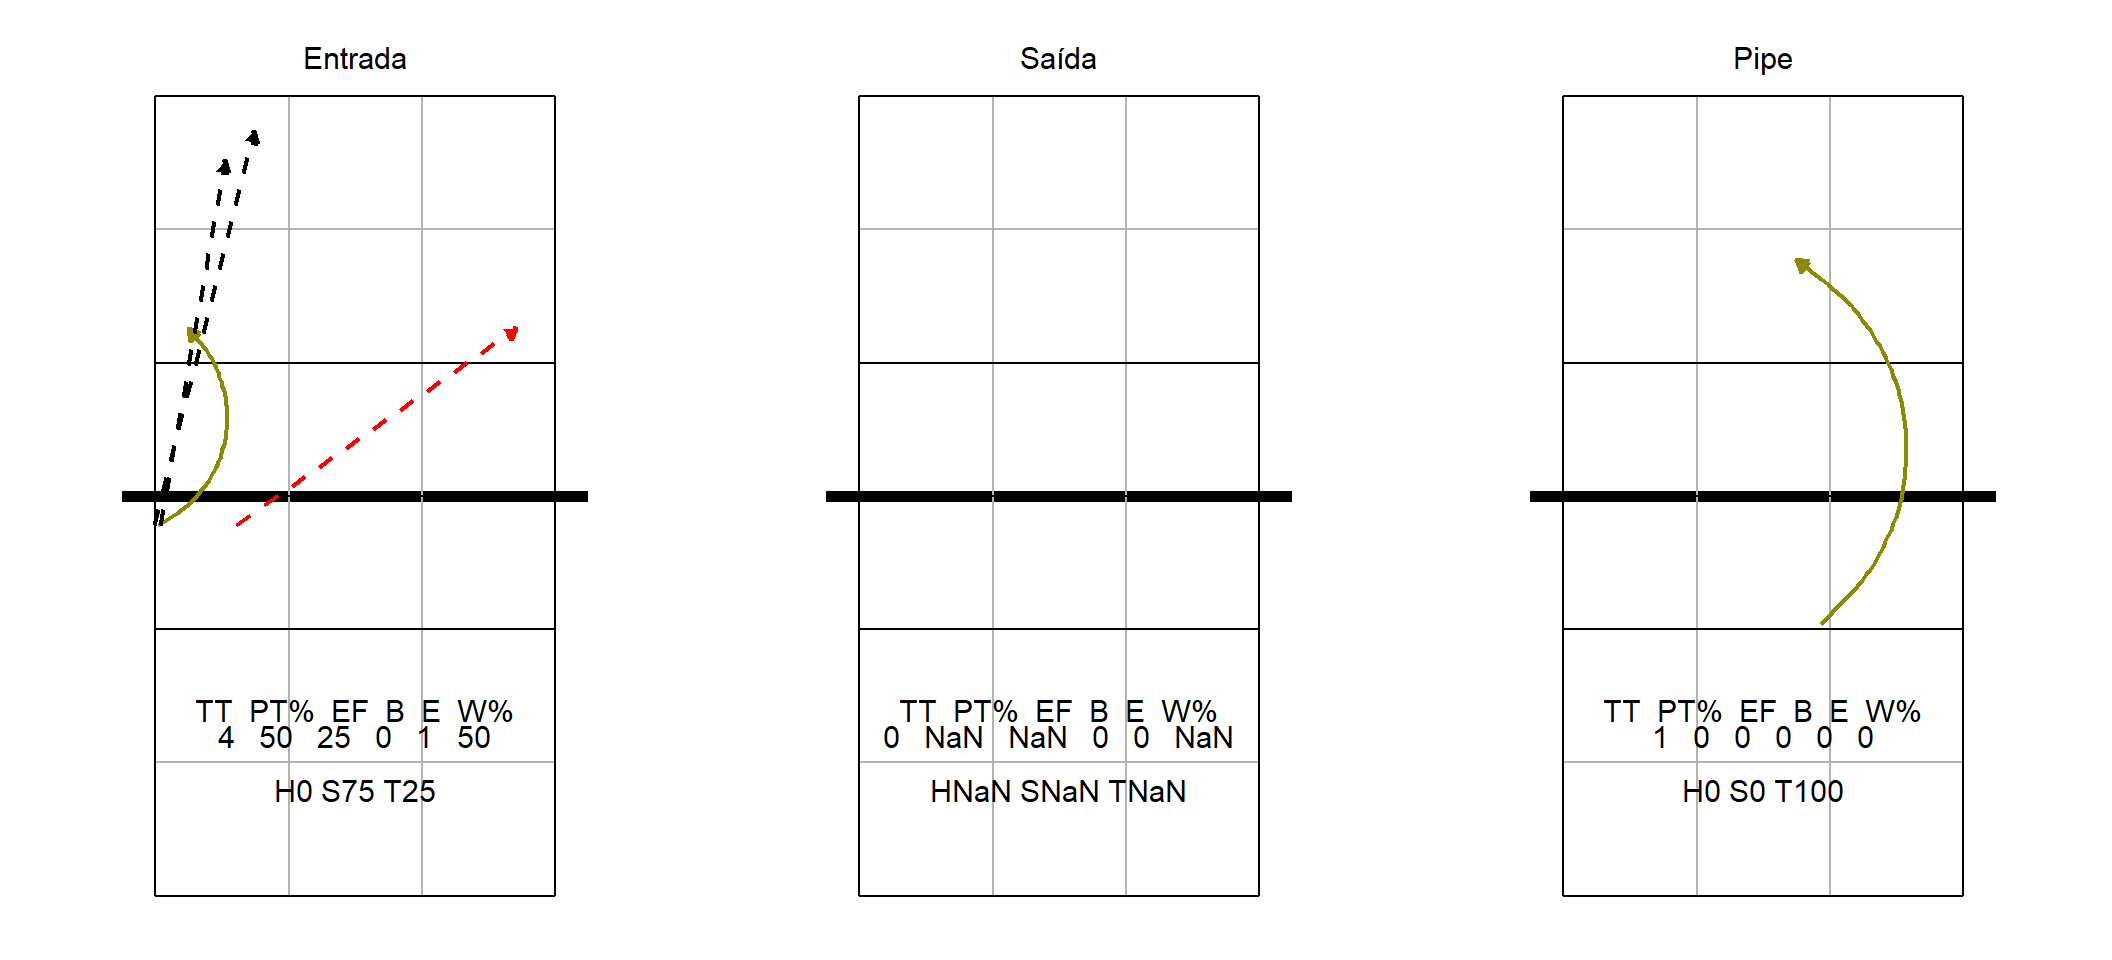 Entrada
TT PT% EF B E W%
4 50 25 0 1 50
H0 S75 T25
Saída
TT PT% EF B E W%
0 NaN NaN 0 0 NaN
HNaN SNaN TNaN
Pipe
TT PT% EF B E W%
1 0 0 0 0 0
H0 S0 T100